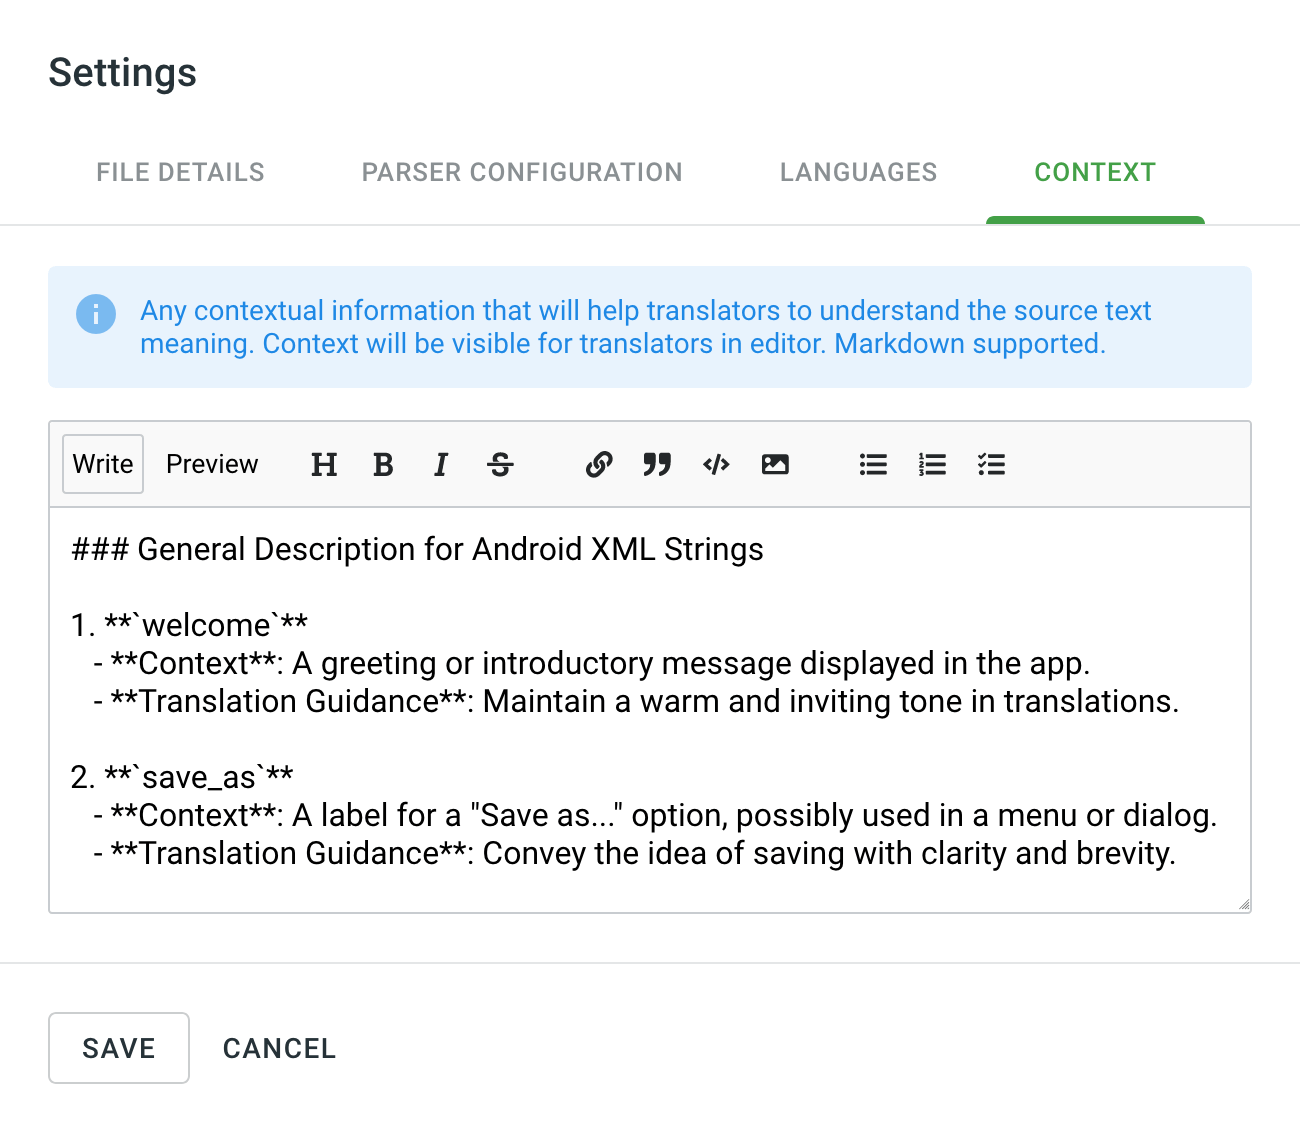 Settings
FILE DETAILS PARSER CONFIGURATION LANGUAGES CONTEXT
Any contextual information that will help translators to understand the source text
meaning. Context will be visible for translators in editor. Markdown supported.
Write Preview H B I S
### General Description for Android XML Strings
1. **`welcome`**
- **Context**: A greeting or introductory message displayed in the app.
- **Translation Guidance**: Maintain a warm and inviting tone in translations.
2. **`save_as`**
- **Context**: A label for a "Save as..." option, possibly used in a menu or dialog.
- **Translation Guidance**: Convey the idea of saving with clarity and brevity.
SAVE CANCEL